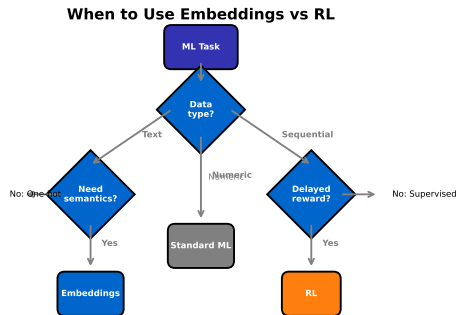 When to Use Embeddings vs RL
ML Task
Data
type?
Text
Sequential
Numeric
Numeric
No: One-hot
Need
semantics?
Delayed
reward?
No: Supervised
Yes
Standard ML
Yes
Embeddings
RL